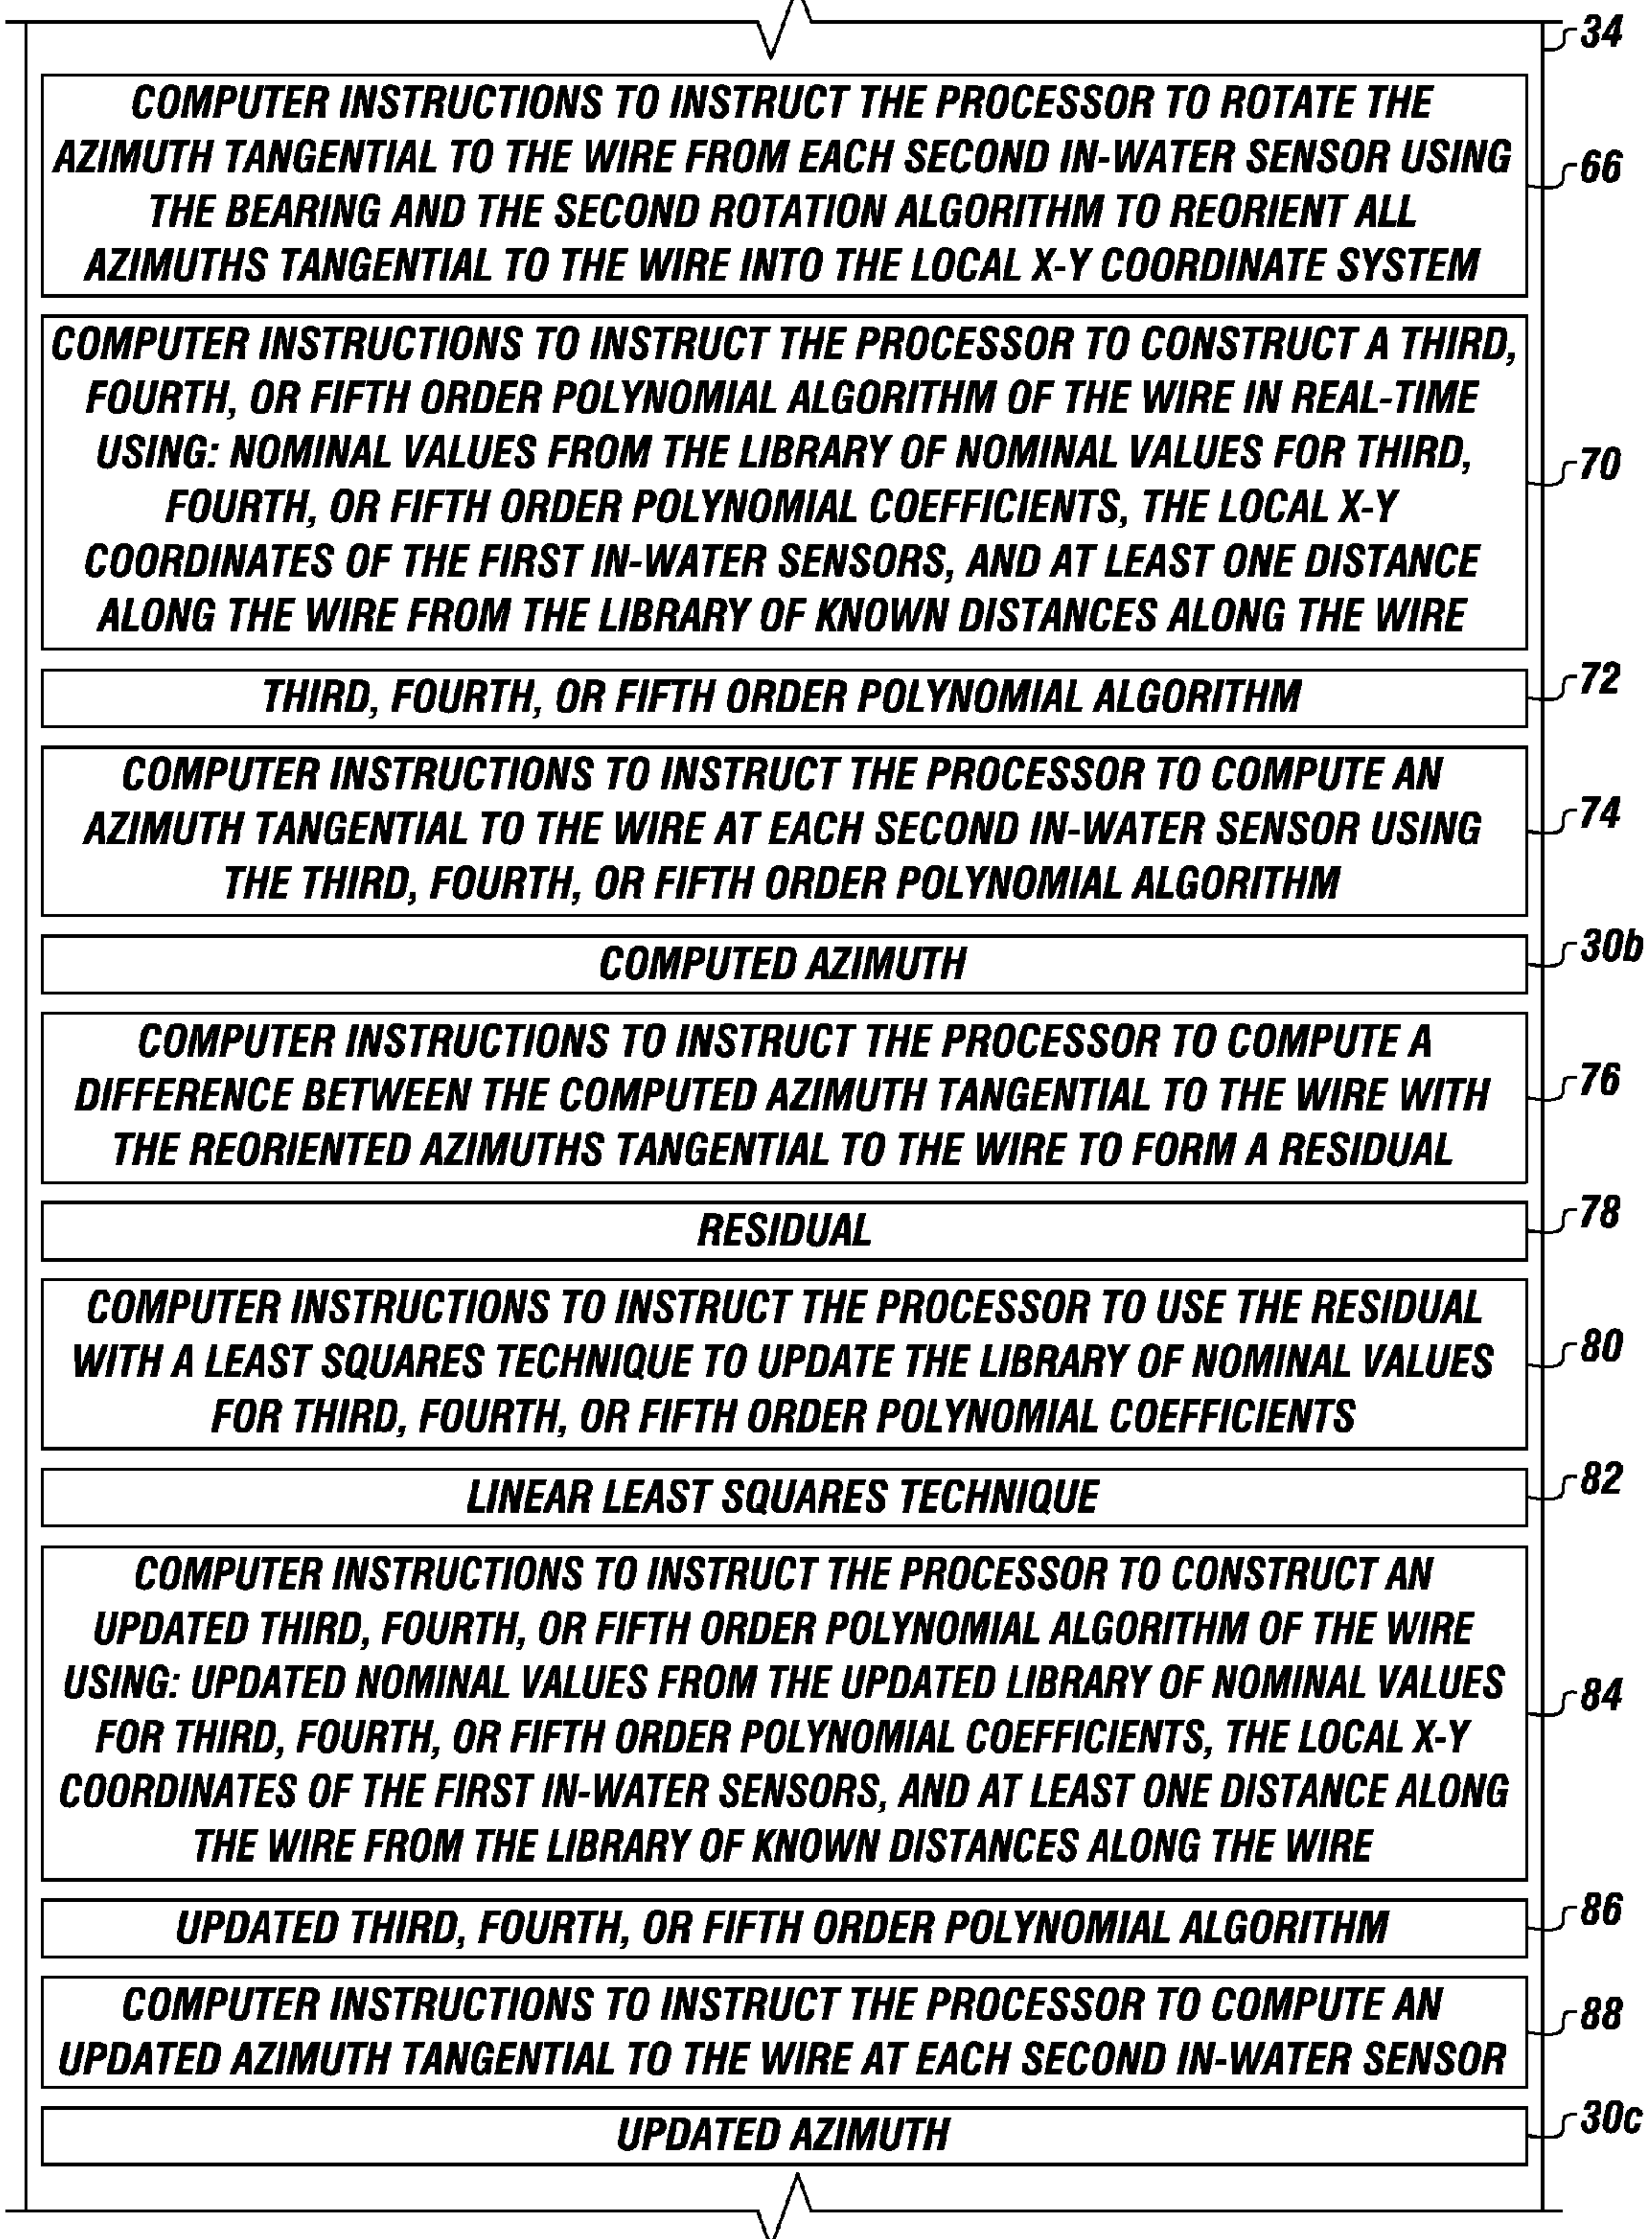 34
COMPUTER INSTRUCTIONS TO INSTRUCT THE PROCESSOR TO ROTATE THE
AZIMUTH TANGENTIAL TO THE WIRE FROM EACH SECOND IN-WATER SENSOR USING
THE BEARING AND THE SECOND ROTATION ALGORITHM TO REORIENT ALL
AZIMUTHS TANGENTIAL TO THE WIRE INTO THE LOCAL X-Y COORDINATE SYSTEM
66
COMPUTER INSTRUCTIONS TO INSTRUCT THE PROCESSOR TO CONSTRUCT A THIRD,
FOURTH, OR FIFTH ORDER POLYNOMIAL ALGORITHM OF THE WIRE IN REAL-TIME
USING: NOMINAL VALUES FROM THE LIBRARY OF NOMINAL VALUES FOR THIRD,
FOURTH, OR FIFTH ORDER POLYNOMIAL COEFFICIENTS, THE LOCAL X-Y
COORDINATES OF THE FIRST IN-WATER SENSORS, AND AT LEAST ONE DISTANCE
ALONG THE WIRE FROM THE LIBRARY OF KNOWN DISTANCES ALONG THE WIRE
70
THIRD, FOURTH, OR FIFTH ORDER POLYNOMIAL ALGORITHM
72
COMPUTER INSTRUCTIONS TO INSTRUCT THE PROCESSOR TO COMPUTE AN
AZIMUTH TANGENTIAL TO THE WIRE AT EACH SECOND IN-WATER SENSOR USING
THE THIRD, FOURTH, OR FIFTH ORDER POLYNOMIAL ALGORITHM
74
COMPUTED AZIMUTH
30b
COMPUTER INSTRUCTIONS TO INSTRUCT THE PROCESSOR TO COMPUTE A
DIFFERENCE BETWEEN THE COMPUTED AZIMUTH TANGENTIAL TO THE WIRE WITH
THE REORIENTED AZIMUTHS TANGENTIAL TO THE WIRE TO FORM A RESIDUAL
76
RESIDUAL
78
COMPUTER INSTRUCTIONS TO INSTRUCT THE PROCESSOR TO USE THE RESIDUAL
WITH A LEAST SQUARES TECHNIQUE TO UPDATE THE LIBRARY OF NOMINAL VALUES
FOR THIRD, FOURTH, OR FIFTH ORDER POLYNOMIAL COEFFICIENTS
80
LINEAR LEAST SQUARES TECHNIQUE
82
COMPUTER INSTRUCTIONS TO INSTRUCT THE PROCESSOR TO CONSTRUCT AN
UPDATED THIRD, FOURTH, OR FIFTH ORDER POLYNOMIAL ALGORITHM OF THE WIRE
USING: UPDATED NOMINAL VALUES FROM THE UPDATED LIBRARY OF NOMINAL VALUES
FOR THIRD, FOURTH, OR FIFTH ORDER POLYNOMIAL COEFFICIENTS, THE LOCAL X-Y
COORDINATES OF THE FIRST IN-WATER SENSORS, AND AT LEAST ONE DISTANCE ALONG
THE WIRE FROM THE LIBRARY OF KNOWN DISTANCES ALONG THE WIRE
84
UPDATED THIRD, FOURTH, OR FIFTH ORDER POLYNOMIAL ALGORITHM
86
COMPUTER INSTRUCTIONS TO INSTRUCT THE PROCESSOR TO COMPUTE AN
UPDATED AZIMUTH TANGENTIAL TO THE WIRE AT EACH SECOND IN-WATER SENSOR
88
UPDATED AZIMUTH
30c